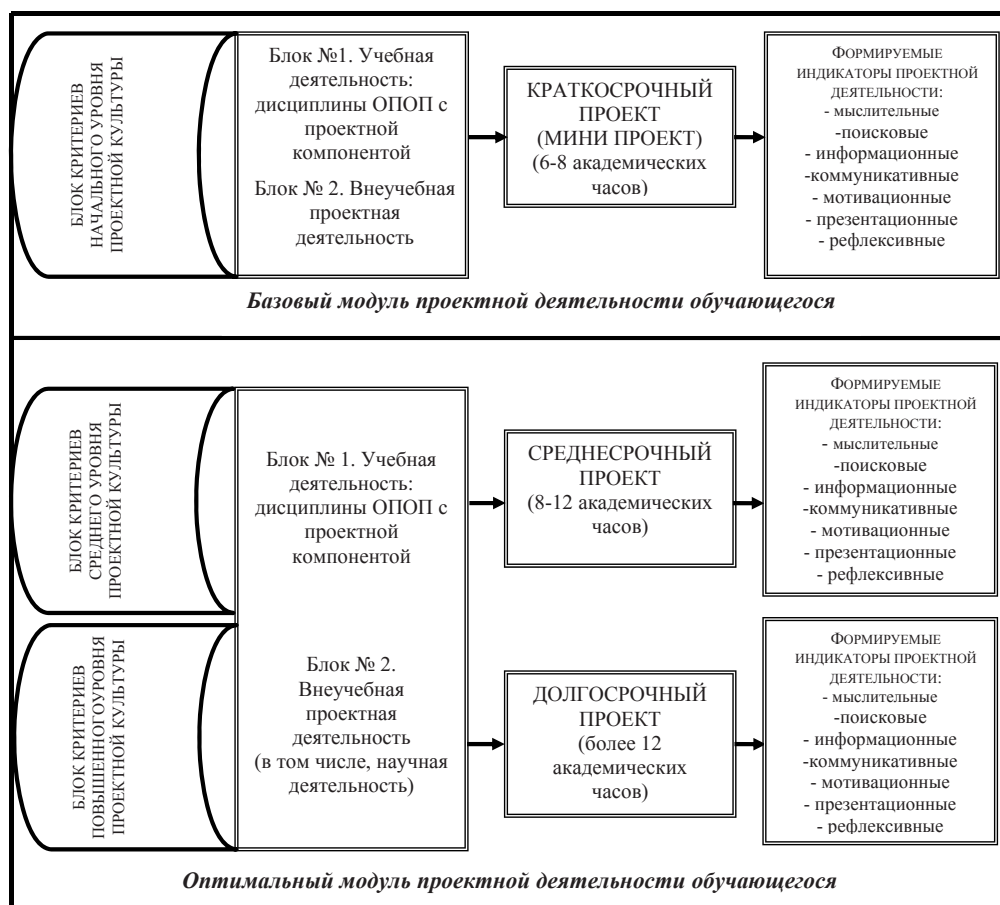 БЛОК КРИТЕРИЕВ
НАЧАЛЬНОГО УРОВНЯ
ПРОЕКТНОЙ КУЛЬТУРЫ
Блок №1. Учебная
деятельность:
дисциплины ОПОП с
проектной
компонентой
Блок № 2. Внеучебная
проектная
деятельность
КРАТКОСРОЧНЫЙ
ПРОЕКТ
(МИНИ ПРОЕКТ)
(6-8 академических
часов)
ФОРМИРУЕМЫЕ
ИНДИКАТОРЫ ПРОЕКТНОЙ
ДЕЯТЕЛЬНОСТИ:
- мыслительные
-поисковые
- информационные
-коммуникативные
- мотивационные
- презентационные
- рефлексивные
Базовый модуль проектной деятельности обучающегося
БЛОК КРИТЕРИЕВ
СРЕДНЕГО УРОВНЯ
ПРОЕКТНОЙ КУЛЬТУРЫ
Блок № 1. Учебная
деятельность:
дисциплины ОПОП с
проектной
компонентой
СРЕДНЕСРОЧНЫЙ
ПРОЕКТ
(8-12 академических
часов)
ФОРМИРУЕМЫЕ
ИНДИКАТОРЫ ПРОЕКТНОЙ
ДЕЯТЕЛЬНОСТИ:
- мыслительные
-поисковые
- информационные
-коммуникативные
- мотивационные
- презентационные
- рефлексивные
БЛОК КРИТЕРИЕВ
ПОВЫШЕННОГОУРОВНЯ
ПРОЕКТНОЙ КУЛЬТУРЫ
Блок № 2.
Внеучебная
проектная
деятельность
(в том числе, научная
деятельность)
ДОЛГОСРОЧНЫЙ
ПРОЕКТ
(более 12
академических
часов)
ФОРМИРУЕМЫЕ
ИНДИКАТОРЫ ПРОЕКТНОЙ
ДЕЯТЕЛЬНОСТИ:
- мыслительные
-поисковые
- информационные
-коммуникативные
- мотивационные
- презентационные
- рефлексивные
Оптимальный модуль проектной деятельности обучающегося